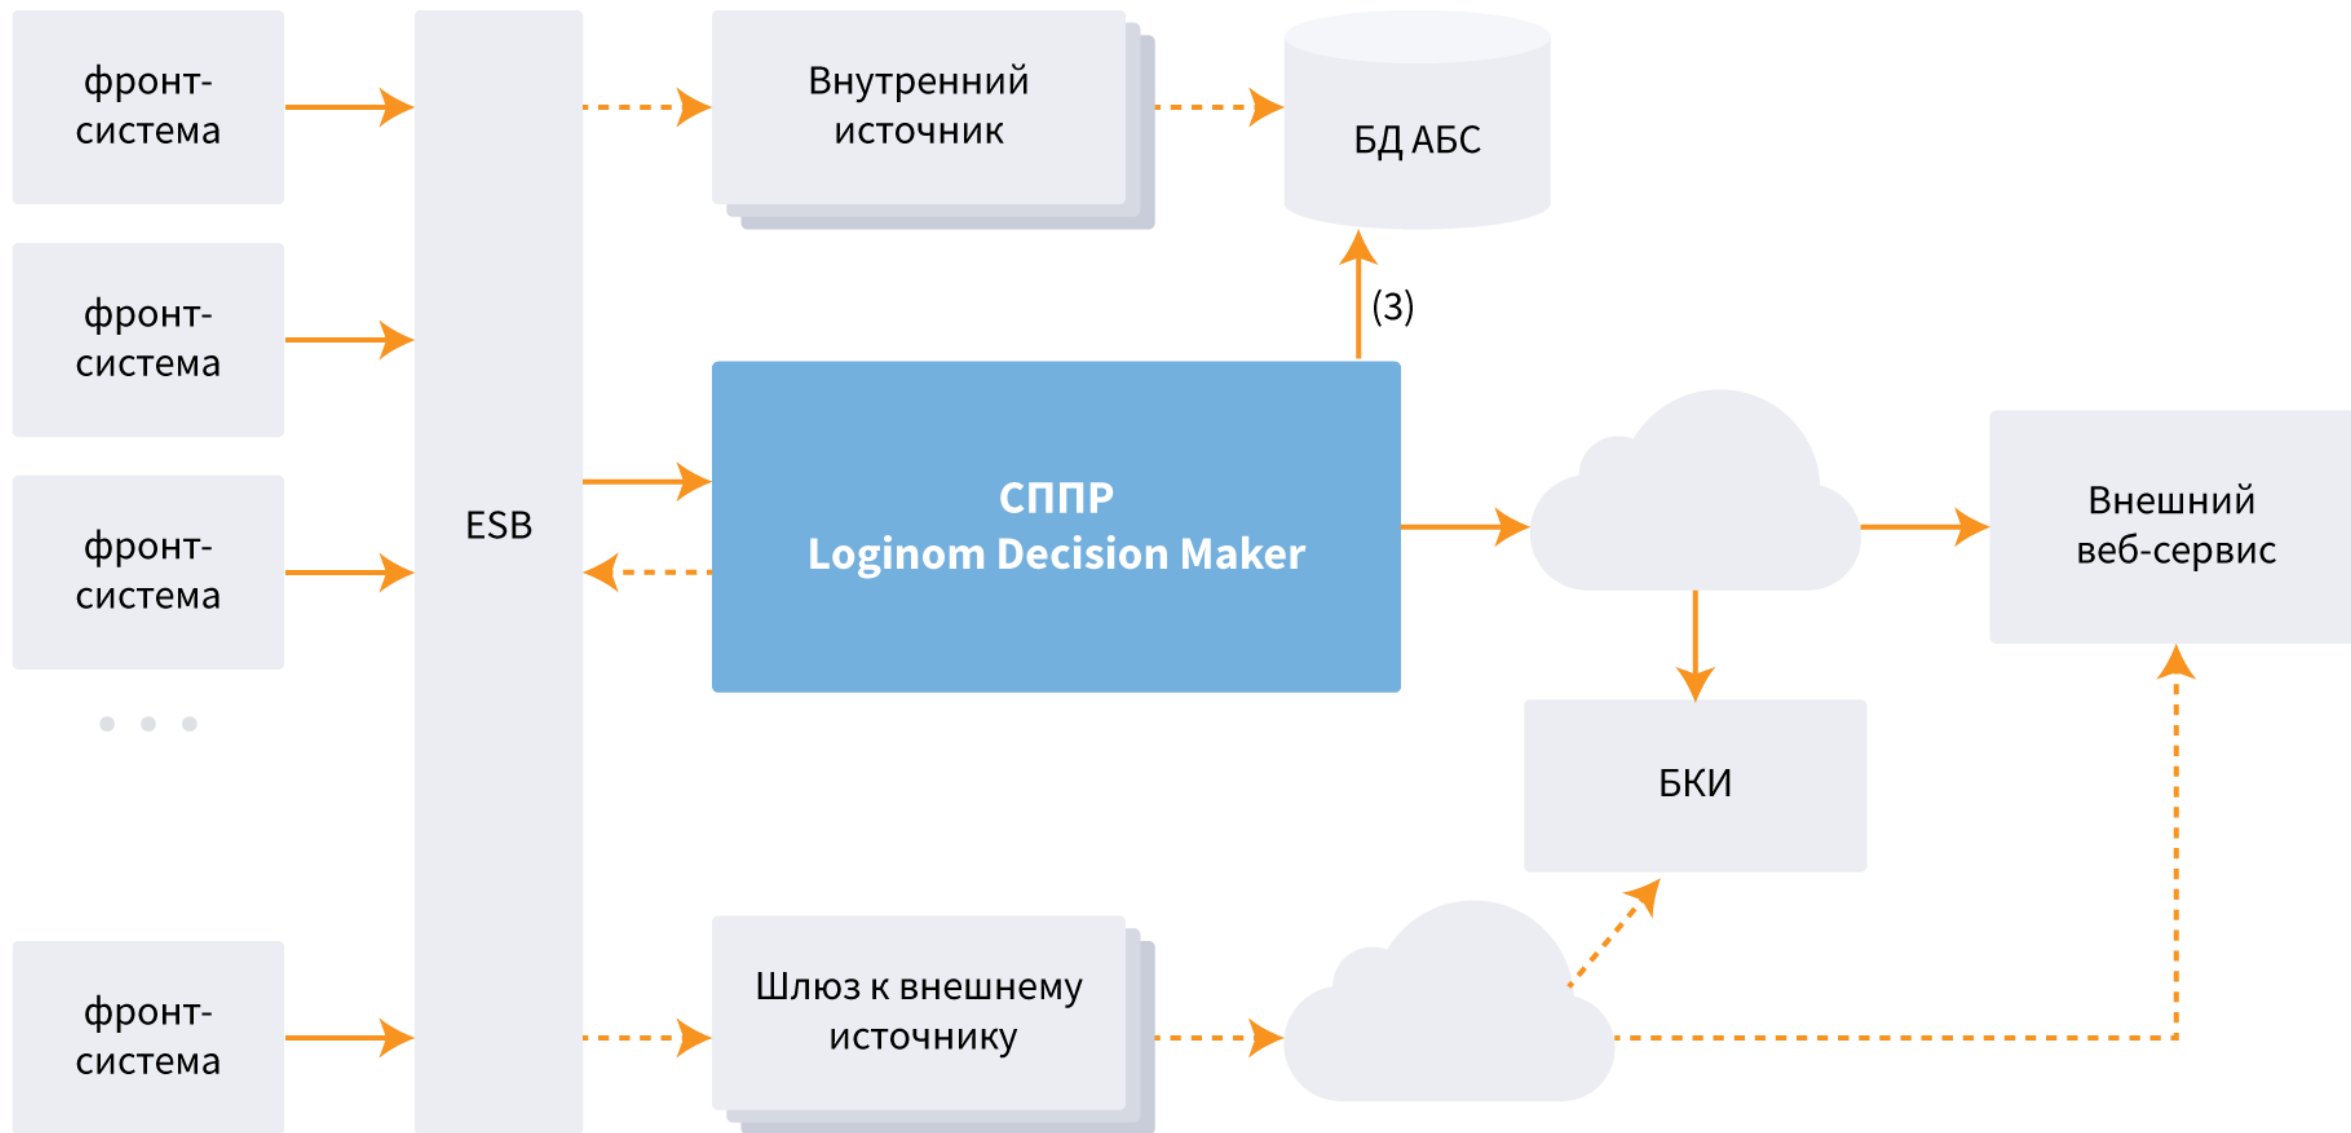 фронт-
система
Внутренний
источник
БД АБС
(3)
фронт-
система
фронт-
система
ESB
СППР
Loginom Decision Maker
Внешний
веб-сервис
БКИ
фронт-
система
Шлюз к внешнему
источнику